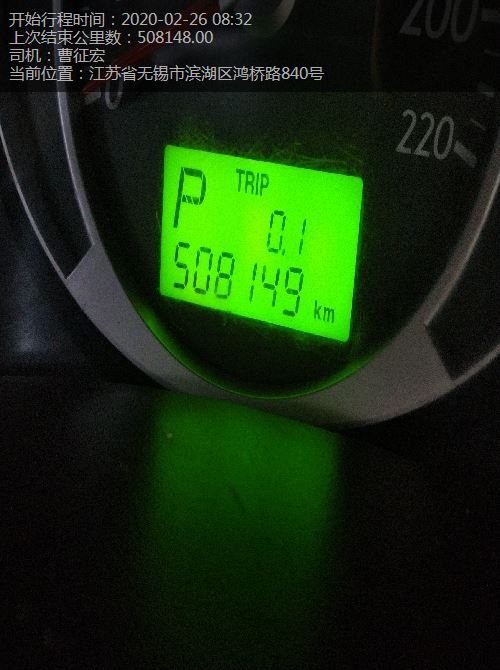 开始行程时间：2020-02-26 08:32
上次结束公里数：508148.00
司机：曹征宏
当前位置：江苏省无锡市滨湖区鸿桥路840号
200
0
220
P TRIP
0.1
508149 km